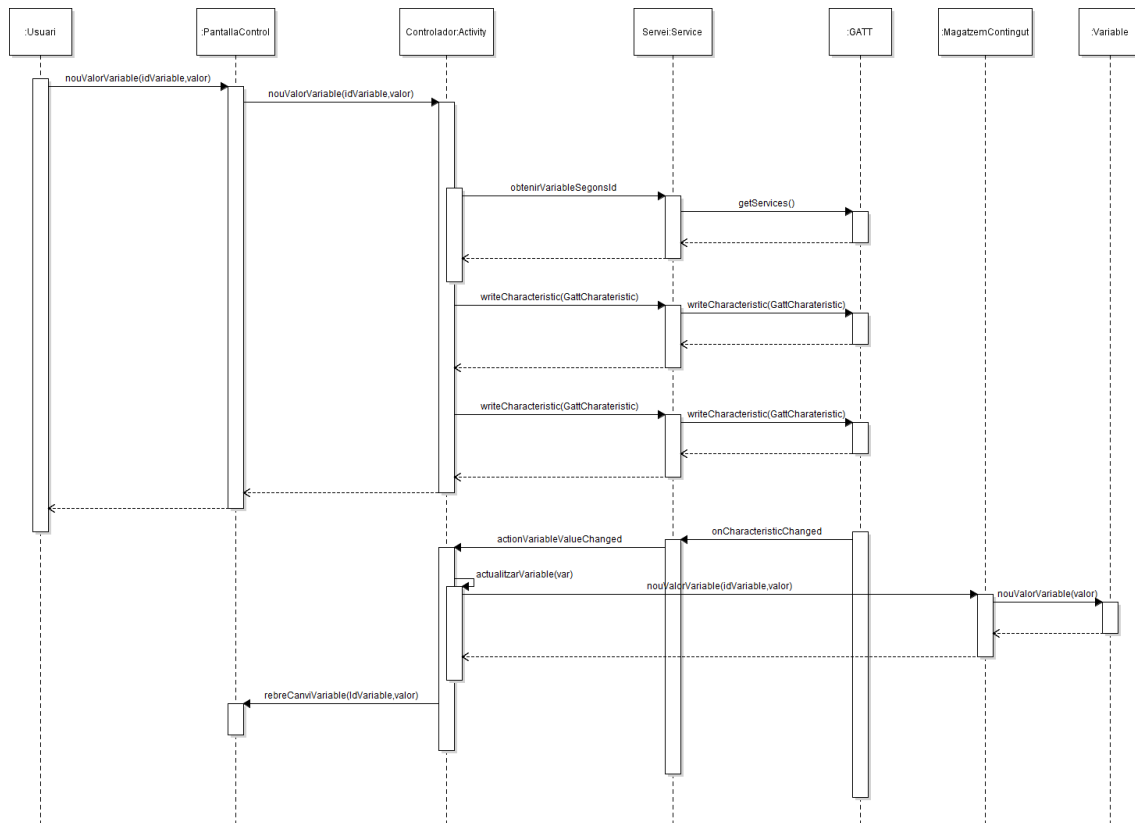 :Usuari
:PantallaControl
Controlador:Activity
Servei:Service
:GATT
:MagatzemContingut
:Variable
nouValorVariable(idVariable,valor)
nouValorVariable(idVariable,valor)
obtenirVariableSegonsId
getServices()
writeCharacteristic(GattCharateristic)
writeCharacteristic(GattCharateristic)
writeCharacteristic(GattCharateristic)
writeCharacteristic(GattCharateristic)
onCharacteristicChanged
actionVariableValueChanged
actualitzarVariable(var)
nouValorVariable(idVariable,valor)
nouValorVariable(valor)
rebreCanviVariable(IdVariable,valor)